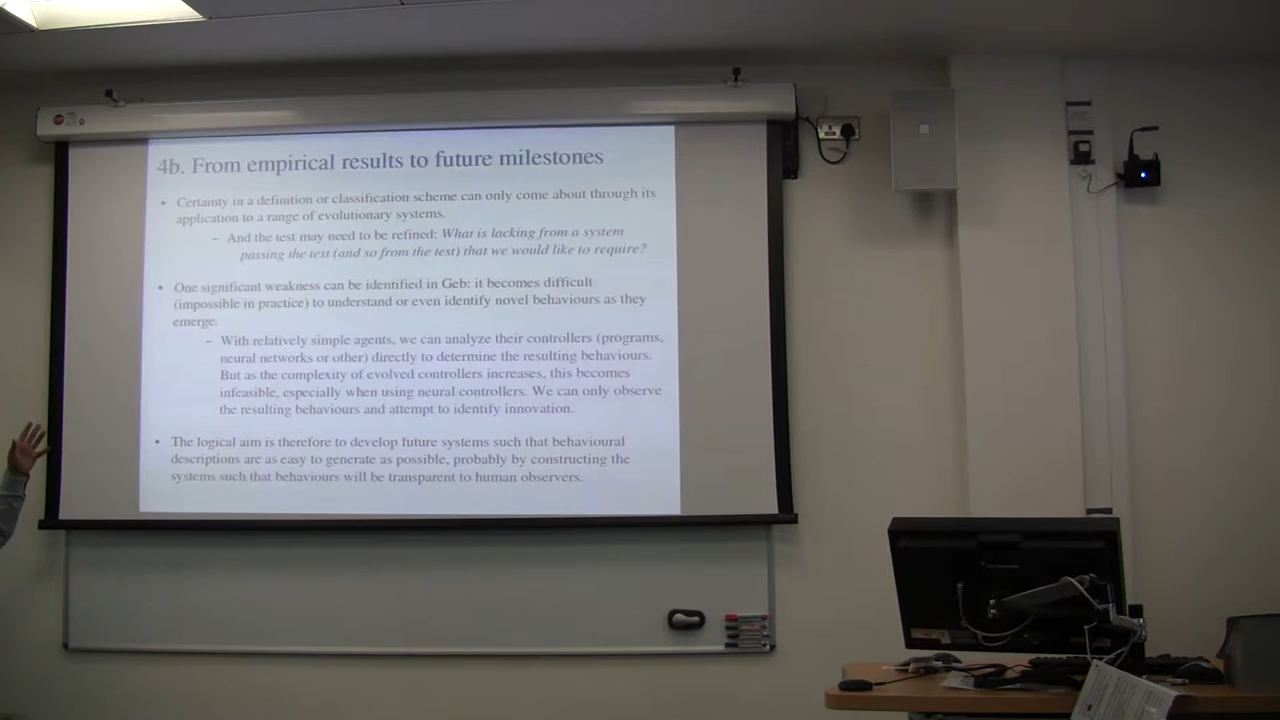 4b. From empirical results to future milestones
• Certainty in a definition or classification scheme can only come about through its
application to a range of evolutionary systems.
– And the test may need to be refined: What is lacking from a system
passing the test (and so from the test) that we would like to require?
• One significant weakness can be identified in Geb: it becomes difficult
(impossible in practice) to understand or even identify novel behaviours as they
emerge.
– With relatively simple agents, we can analyze their controllers (programs,
neural networks or other) directly to determine the resulting behaviours.
But as the complexity of evolved controllers increases, this becomes
infeasible, especially when using neural controllers. We can only observe
the resulting behaviours and attempt to identify innovation.
• The logical aim is therefore to develop future systems such that behavioural
descriptions are as easy to generate as possible, probably by constructing the
systems such that behaviours will be transparent to human observers.